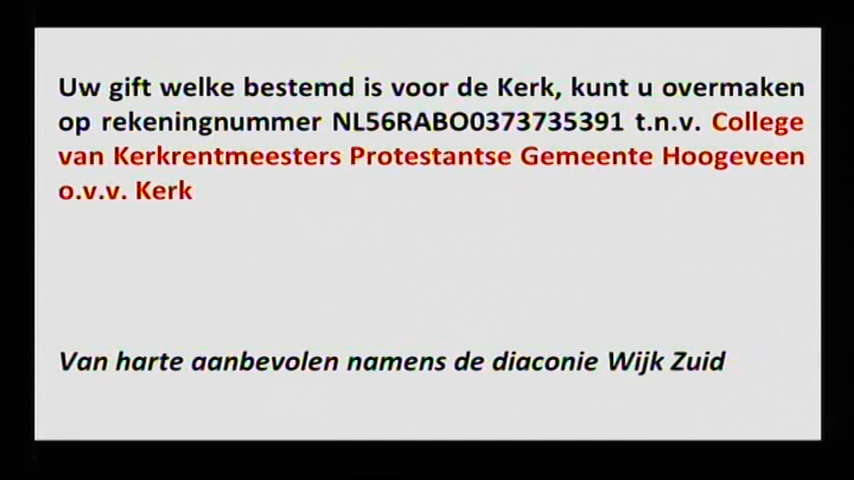 Uw gift welke bestemd is voor de Kerk, kunt u overmaken
op rekeningnummer NL56RABO0373735391 t.n.v. College
van Kerkrentmeesters Protestantse Gemeente Hoogeveen
o.v.v. Kerk
Van harte aanbevolen namens de diaconie Wijk Zuid